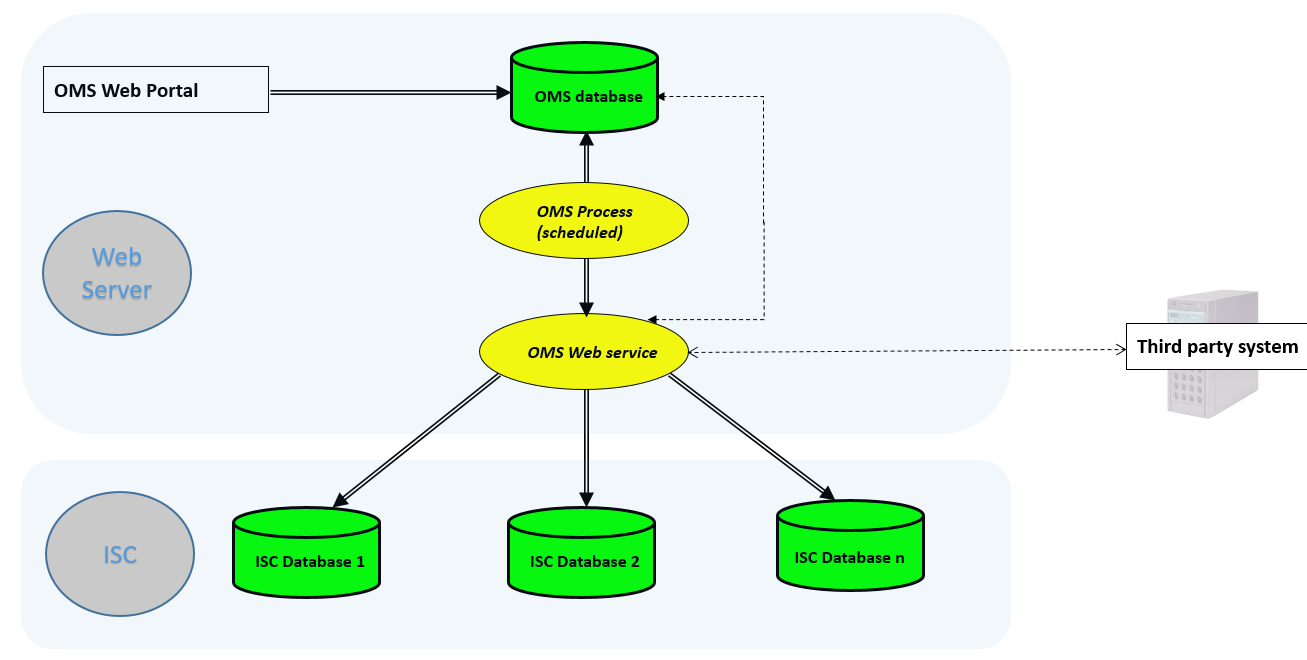 OMS Web Portal
OMS database
OMS Process
(scheduled)
Web
Server
OMS Web service
Third party system
ISC
ISC Database 1
ISC Database 2
ISC Database n